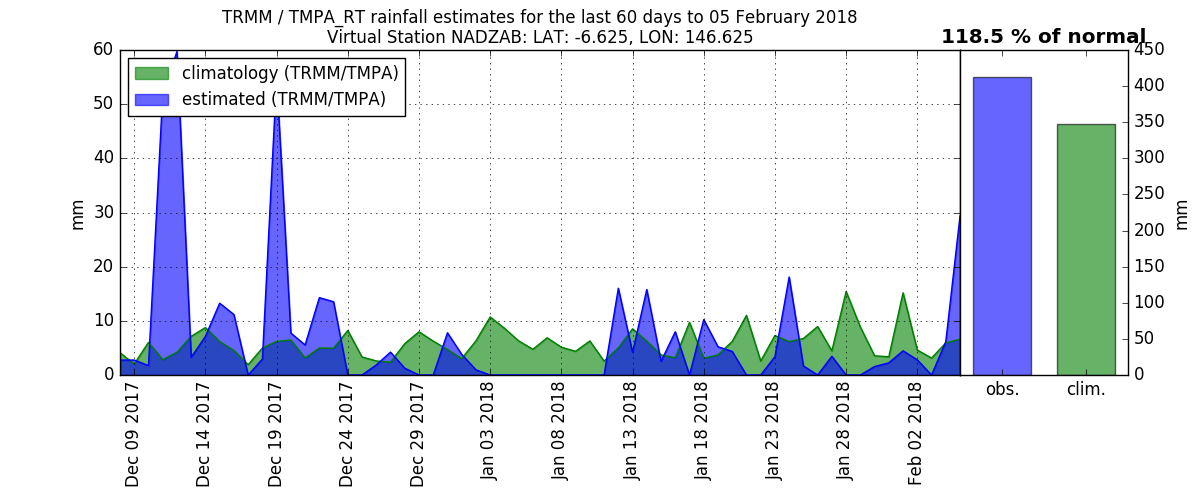 TRMM / TMPA_RT rainfall estimates for the last 60 days to 05 February 2018
Virtual Station NADZAB: LAT: -6.625, LON: 146.625
118.5 % of normal
climatology (TRMM/TMPA)
estimated (TRMM/TMPA)
60
50
40
30
20
10
0
mm
Dec 09 2017
Dec 14 2017
Dec 19 2017
Dec 24 2017
Dec 29 2017
Jan 03 2018
Jan 08 2018
Jan 13 2018
Jan 18 2018
Jan 23 2018
Jan 28 2018
Feb 02 2018
obs.
clim.
450
400
350
300
250
200
150
100
50
0
mm